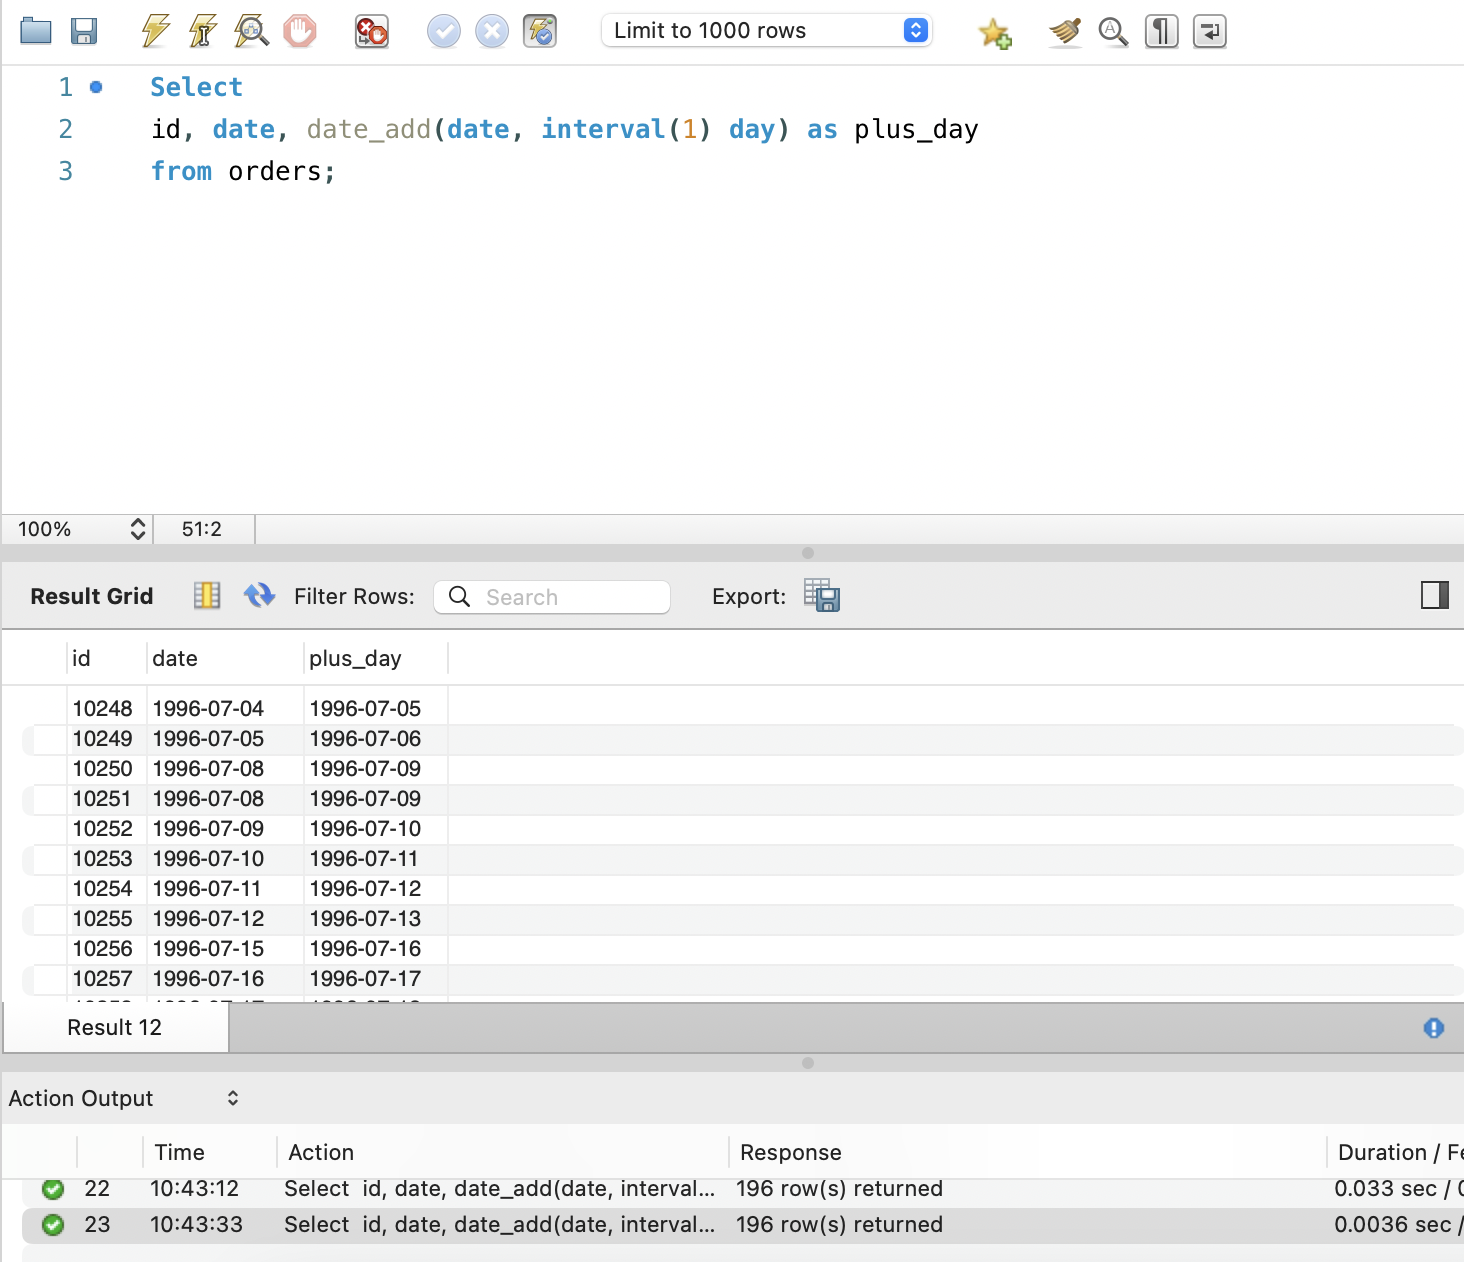 Limit to 1000 rows
1 Select
2 id, date, date_add(date, interval(1) day) as plus_day
3 from orders;
100% 51:2
Result Grid Filter Rows: Search Export:
id date plus_day
10248 1996-07-04 1996-07-05
10249 1996-07-05 1996-07-06
10250 1996-07-08 1996-07-09
10251 1996-07-08 1996-07-09
10252 1996-07-09 1996-07-10
10253 1996-07-10 1996-07-11
10254 1996-07-11 1996-07-12
10255 1996-07-12 1996-07-13
10256 1996-07-15 1996-07-16
10257 1996-07-16 1996-07-17
Result 12
Action Output
Time Action Response Duration / Fe
22 10:43:12 Select id, date, date_add(date, interval... 196 row(s) returned 0.033 sec / 0
23 10:43:33 Select id, date, date_add(date, interval... 196 row(s) returned 0.0036 sec /